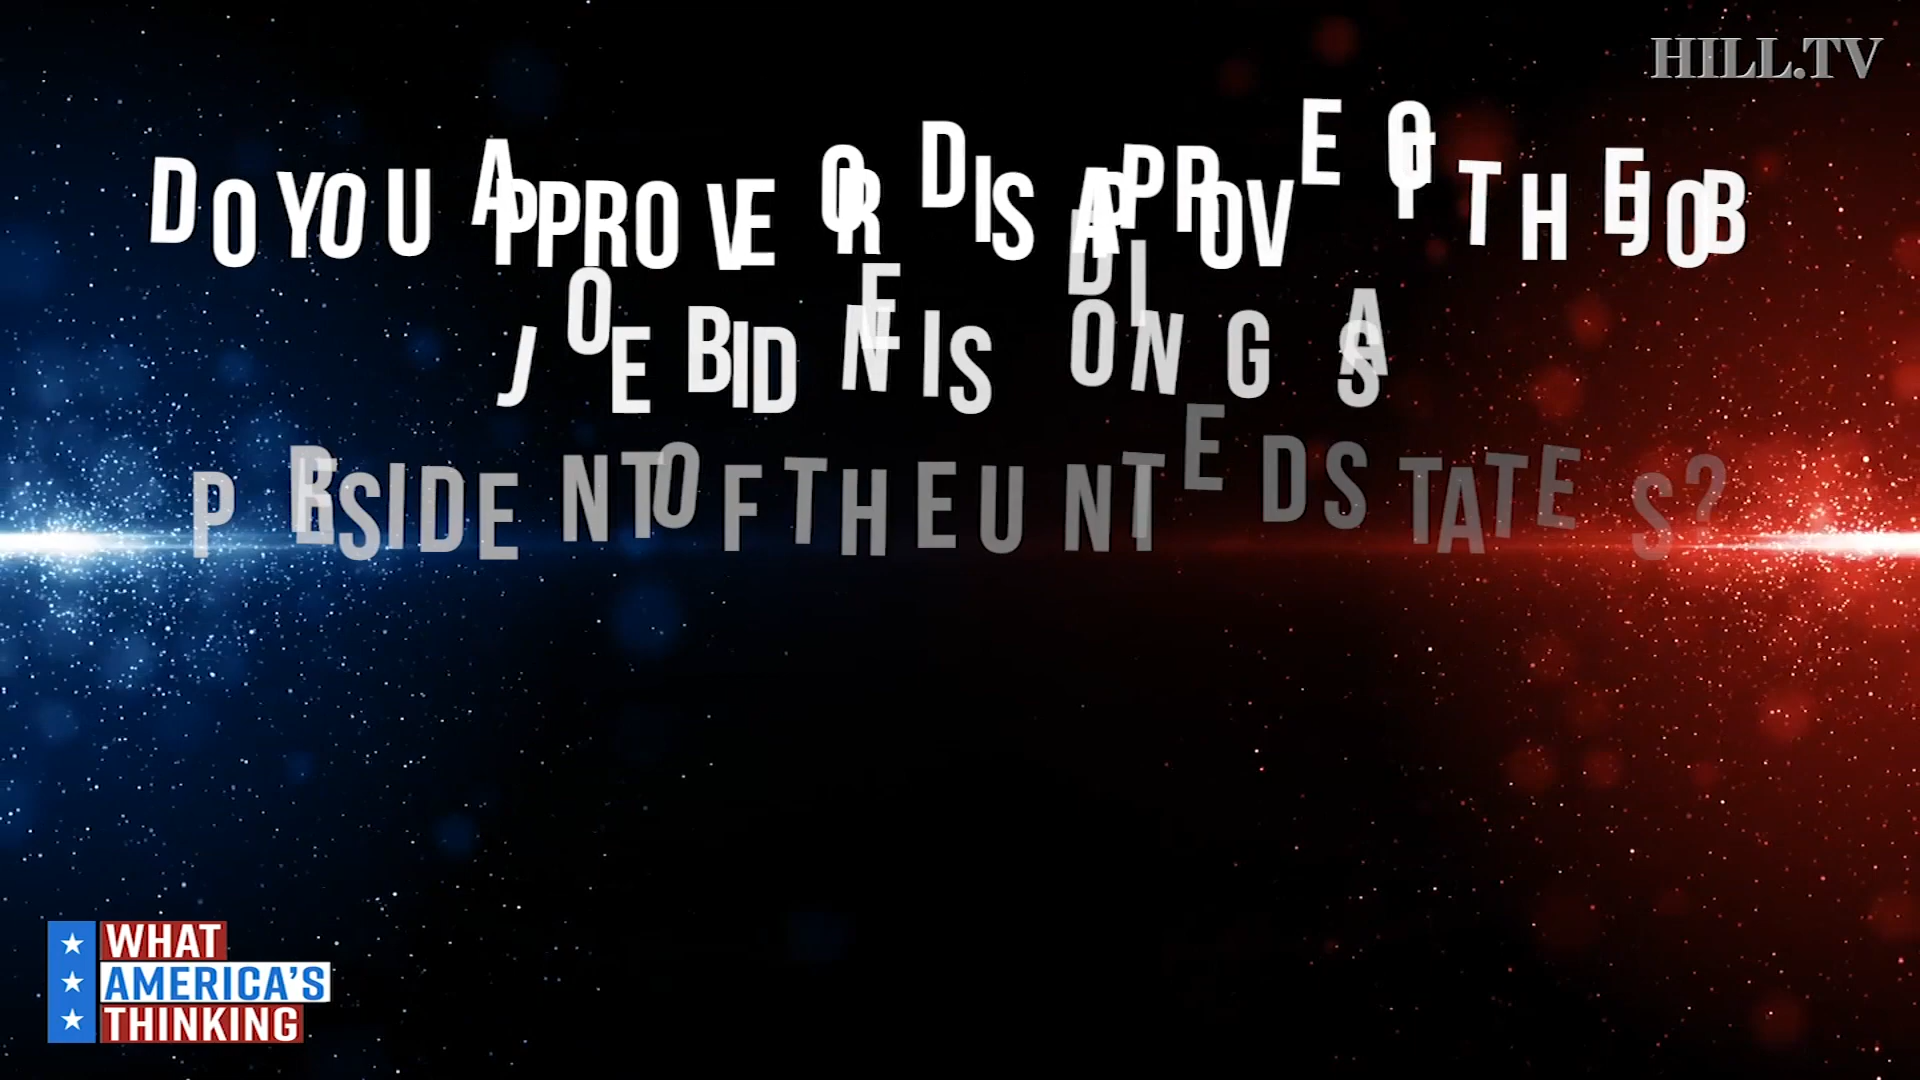 HILL.TV
DO YOU APPROVE OR DISAPPROVE OF THE JOB
JOE BIDEN IS DOING AS
PRESIDENT OF THE UNITED STATES?
WHAT
AMERICA'S
THINKING